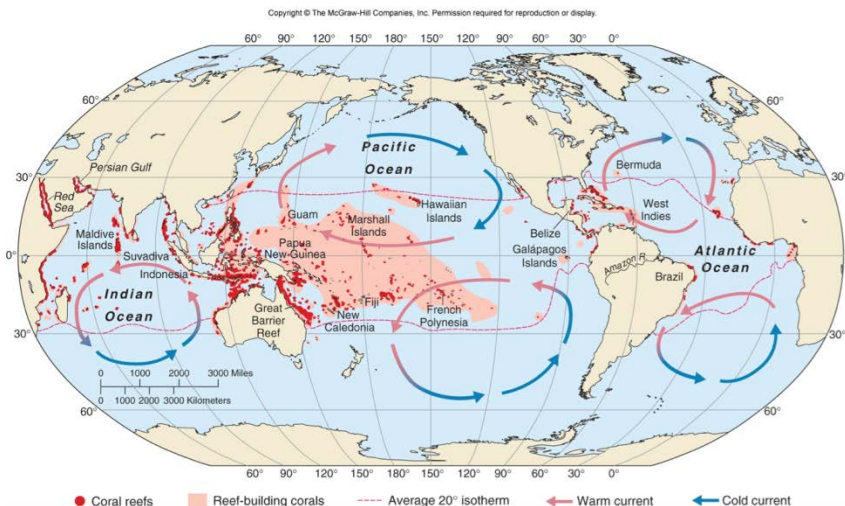 Copyright © The McGraw-Hill Companies, Inc. Permission required for reproduction or display.
60° 90° 120° 150° 180° 150° 120° 90° 60° 30°
60°
60°
Persian Gulf
Pacific
Ocean
Bermuda
30°
30°
Red
Sea
Hawaiian
Islands
West
Indies
Guam
Marshall
Islands
Maldive
Islands
Belize
Suvadiva
Papua
New Guinea
Galápagos
Islands
Atlantic
Ocean
0°
0°
Amazon R.
Indonesia
Brazil
Indian
Ocean
Great
Barrier
Reef
Fiji
New
Caledonia
French
Polynesia
30°
30°
0 1000 2000 3000 Miles
0 1000 2000 3000 Kilometers
60°
60°
60° 90° 120° 150° 180° 150° 120° 90° 60° 30° 0° 30°
Coral reefs Reef-building corals Average 20° isotherm Warm current Cold current